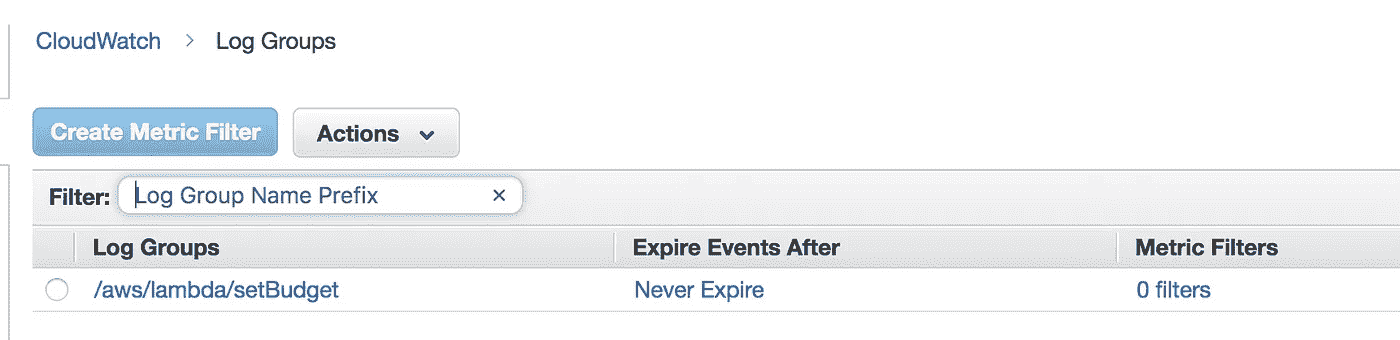 CloudWatch > Log Groups
Create Metric Filter Actions
Filter: Log Group Name Prefix ×
Log Groups Expire Events After Metric Filters
/aws/lambda/setBudget Never Expire 0 filters